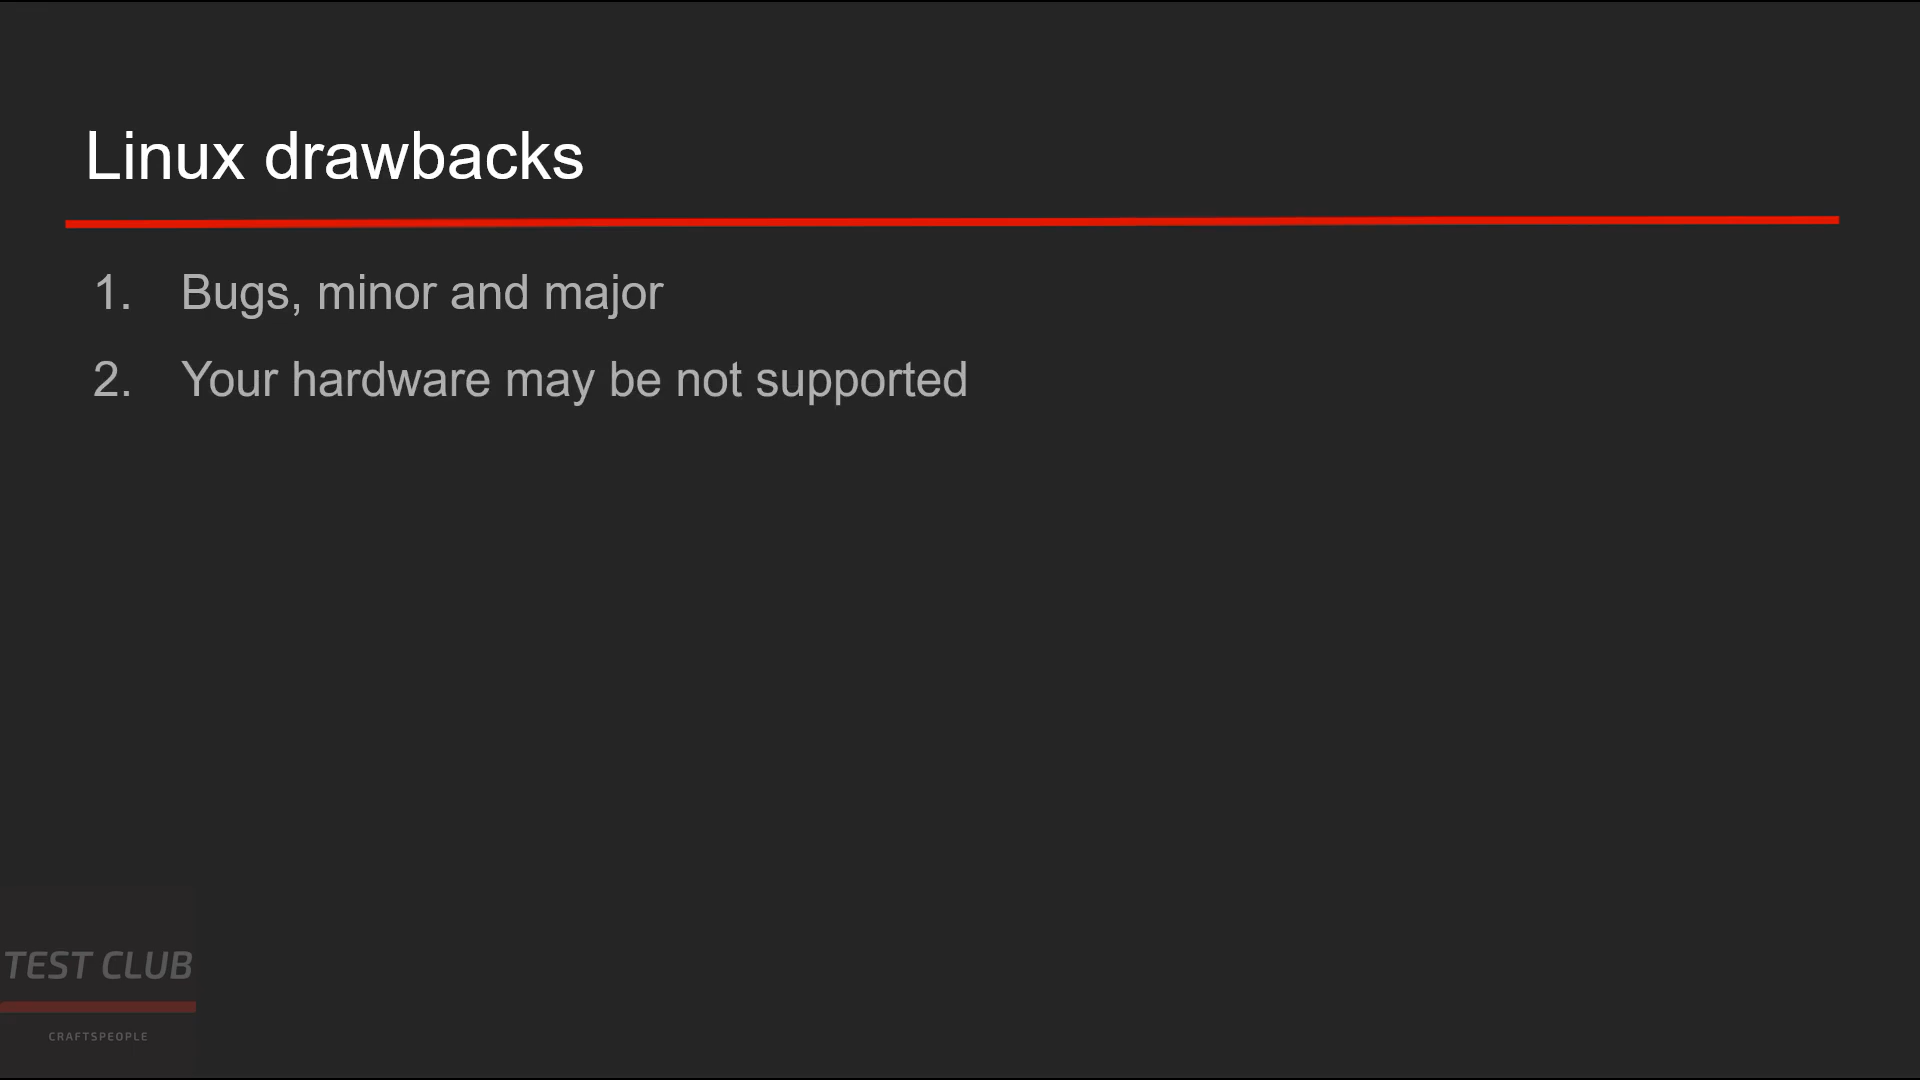 Linux drawbacks
1. Bugs, minor and major
2. Your hardware may be not supported
TEST CLUB
CRAFTSPEOPLE